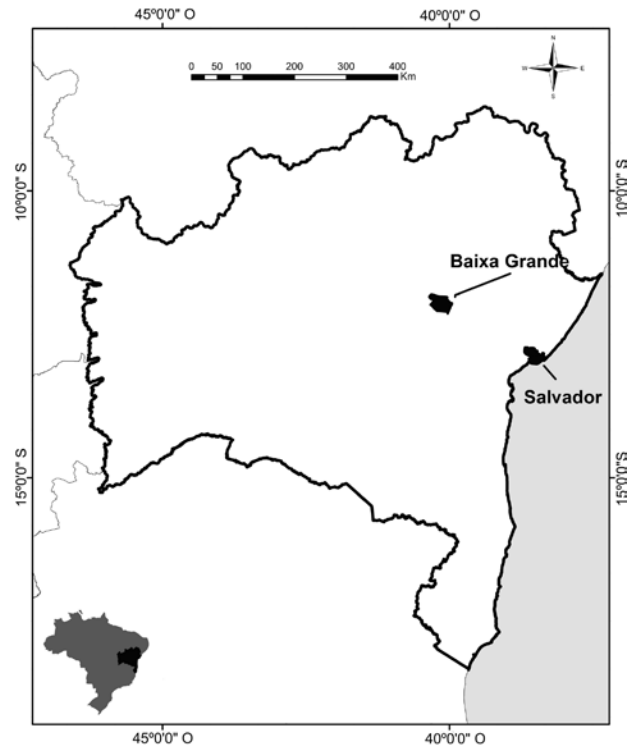 45º0'0" O 40º0'0" O
0 25 50 100 200 300 400
Km
N
W E
S
10º0'0" S 10º0'0" S
Baixa Grande
Salvador
15º0'0" S 15º0'0" S
45º0'0" O 40º0'0" O